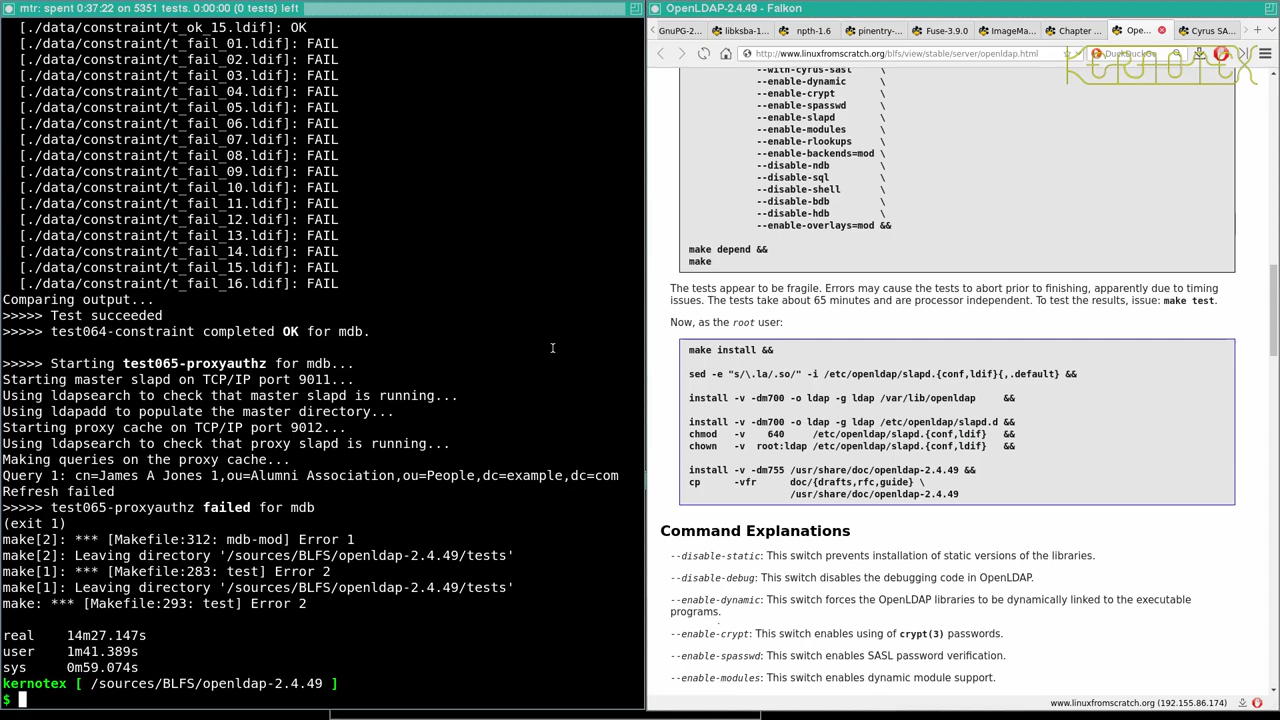 mtr: spent 0:37:22 on 5351 tests. 0:00:00 (0 tests) left
[./data/constraint/t_ok_15.ldif]: OK
[./data/constraint/t_fail_01.ldif]: FAIL
[./data/constraint/t_fail_02.ldif]: FAIL
[./data/constraint/t_fail_03.ldif]: FAIL
[./data/constraint/t_fail_04.ldif]: FAIL
[./data/constraint/t_fail_05.ldif]: FAIL
[./data/constraint/t_fail_06.ldif]: FAIL
[./data/constraint/t_fail_07.ldif]: FAIL
[./data/constraint/t_fail_08.ldif]: FAIL
[./data/constraint/t_fail_09.ldif]: FAIL
[./data/constraint/t_fail_10.ldif]: FAIL
[./data/constraint/t_fail_11.ldif]: FAIL
[./data/constraint/t_fail_12.ldif]: FAIL
[./data/constraint/t_fail_13.ldif]: FAIL
[./data/constraint/t_fail_14.ldif]: FAIL
[./data/constraint/t_fail_15.ldif]: FAIL
[./data/constraint/t_fail_16.ldif]: FAIL
Comparing output...
>>>>> Test succeeded
>>>>> test064-constraint completed OK for mdb.
>>>>> Starting test065-proxyauthz for mdb...
Starting master slapd on TCP/IP port 9011...
Using ldapsearch to check that master slapd is running...
Using ldapadd to populate the master directory...
Starting proxy cache on TCP/IP port 9012...
Using ldapsearch to check that proxy slapd is running...
Making queries on the proxy cache...
Query 1: cn=James A Jones 1,ou=Alumni Association,ou=People,dc=example,dc=com
Refresh failed
>>>>> test065-proxyauthz failed for mdb
(exit 1)
make[2]: *** [Makefile:312: mdb-mod] Error 1
make[2]: Leaving directory '/sources/BLFS/openldap-2.4.49/tests'
make[1]: *** [Makefile:283: test] Error 2
make[1]: Leaving directory '/sources/BLFS/openldap-2.4.49/tests'
make: *** [Makefile:293: test] Error 2
real 14m27.147s
user 1m41.389s
sys 0m59.074s
kernotex [ /sources/BLFS/openldap-2.4.49 ]
$
OpenLDAP-2.4.49 - Falkon
GnuPG-2... libksba-1... npth-1.6 pinentry-... Fuse-3.9.0 ImageMa... Chapter ... Ope... Cyrus SA...
http://www.linuxfromscratch.org/blfs/view/stable/server/openldap.html DuckDuckGo
KERNOTEX
--with-cyrus-sasl \
--enable-dynamic \
--enable-crypt \
--enable-spasswd \
--enable-slapd \
--enable-modules \
--enable-rlookups \
--enable-backends=mod \
--disable-ndb \
--disable-sql \
--disable-shell \
--disable-bdb \
--disable-hdb \
--enable-overlays=mod &&
make depend &&
make
The tests appear to be fragile. Errors may cause the tests to abort prior to finishing, apparently due to timing
issues. The tests take about 65 minutes and are processor independent. To test the results, issue: make test.
Now, as the root user:
make install &&
sed -e "s/\.la/.so/" -i /etc/openldap/slapd.{conf,ldif}{,.default} &&
install -v -dm700 -o ldap -g ldap /var/lib/openldap &&
install -v -dm700 -o ldap -g ldap /etc/openldap/slapd.d &&
chmod -v 640 /etc/openldap/slapd.{conf,ldif} &&
chown -v root:ldap /etc/openldap/slapd.{conf,ldif} &&
install -v -dm755 /usr/share/doc/openldap-2.4.49 &&
cp -vfr doc/{drafts,rfc,guide} \
/usr/share/doc/openldap-2.4.49
Command Explanations
--disable-static: This switch prevents installation of static versions of the libraries.
--disable-debug: This switch disables the debugging code in OpenLDAP.
--enable-dynamic: This switch forces the OpenLDAP libraries to be dynamically linked to the executable
programs.
--enable-crypt: This switch enables using of crypt(3) passwords.
--enable-spasswd: This switch enables SASL password verification.
--enable-modules: This switch enables dynamic module support.
www.linuxfromscratch.org (192.155.86.174)